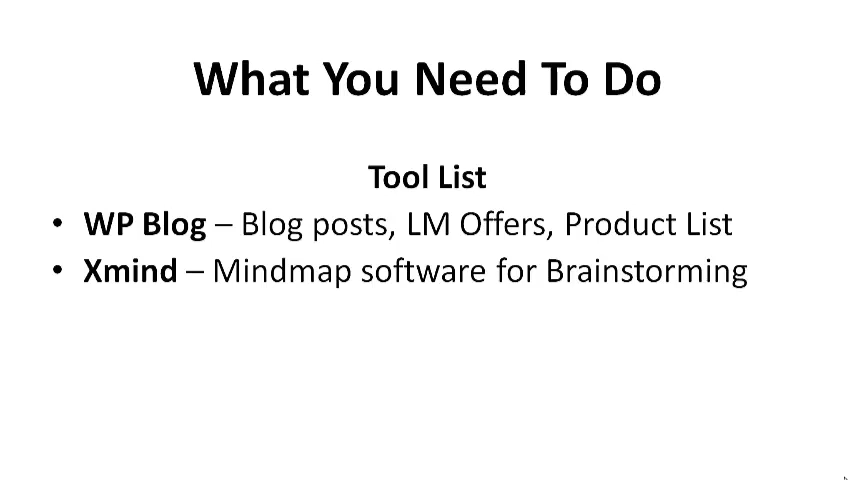 What You Need To Do
Tool List
• WP Blog – Blog posts, LM Offers, Product List
• Xmind – Mindmap software for Brainstorming